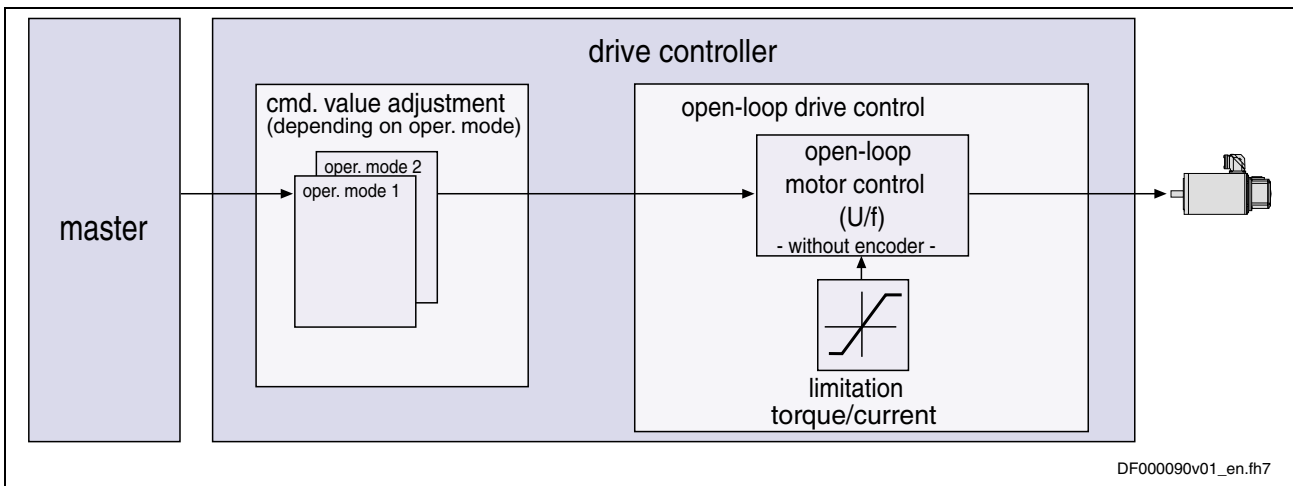 drive controller
master
cmd. value adjustment
(depending on oper. mode)
oper. mode 2
oper. mode 1
open-loop drive control
open-loop
motor control
(U/f)
- without encoder -
limitation
torque/current
DF000090v01_en.fh7